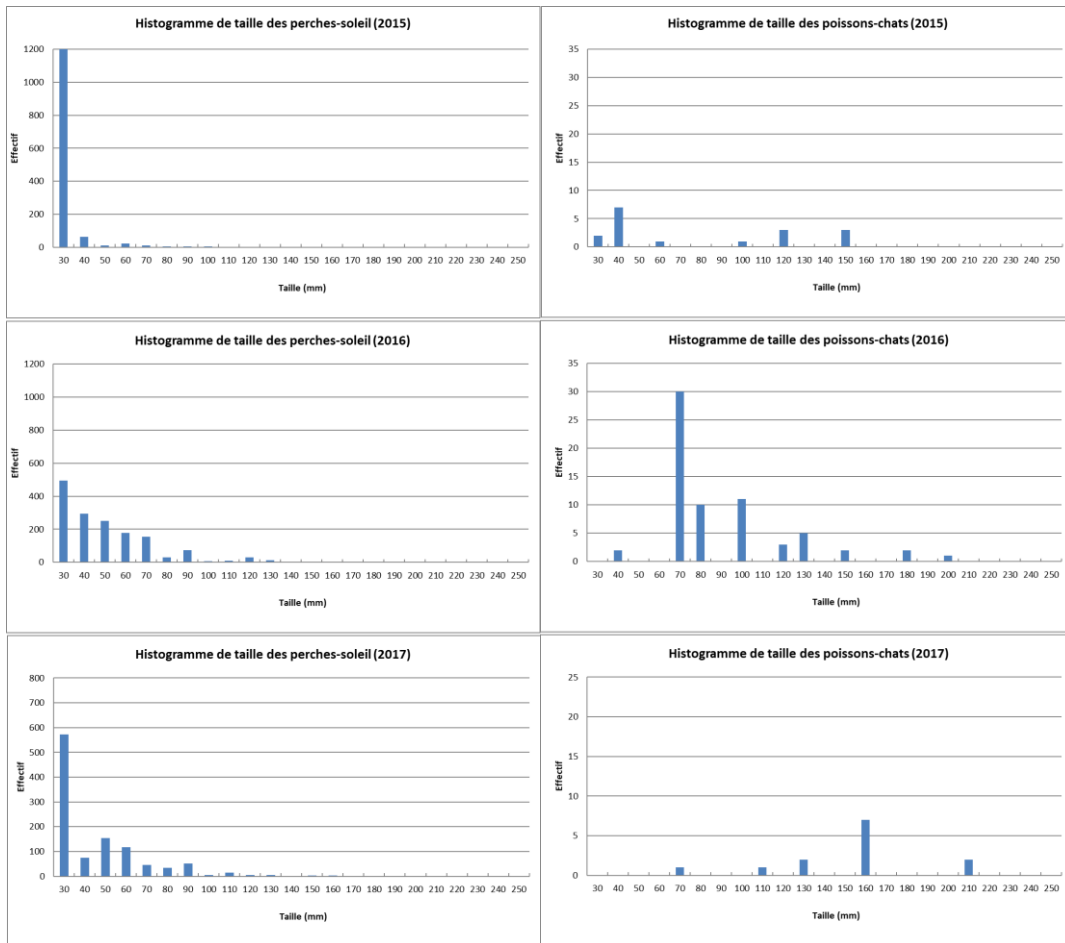 Histogramme de taille des perches-soleil (2015)
1200
1000
800
600
400
200
0
Effectif
30 40 50 60 70 80 90 100 110 120 130 140 150 160 170 180 190 200 210 220 230 240 250
Taille (mm)
Histogramme de taille des poissons-chats (2015)
35
30
25
20
15
10
5
0
Effectif
30 40 50 60 70 80 90 100 110 120 130 140 150 160 170 180 190 200 210 220 230 240 250
Taille (mm)
Histogramme de taille des perches-soleil (2016)
1200
1000
800
600
400
200
0
Effectif
30 40 50 60 70 80 90 100 110 120 130 140 150 160 170 180 190 200 210 220 230 240 250
Taille (mm)
Histogramme de taille des poissons-chats (2016)
35
30
25
20
15
10
5
0
Effectif
30 40 50 60 70 80 90 100 110 120 130 140 150 160 170 180 190 200 210 220 230 240 250
Taille (mm)
Histogramme de taille des perches-soleil (2017)
800
700
600
500
400
300
200
100
0
Effectif
30 40 50 60 70 80 90 100 110 120 130 140 150 160 170 180 190 200 210 220 230 240 250
Taille (mm)
Histogramme de taille des poissons-chats (2017)
25
20
15
10
5
0
Effectif
30 40 50 60 70 80 90 100 110 120 130 140 150 160 170 180 190 200 210 220 230 240 250
Taille (mm)